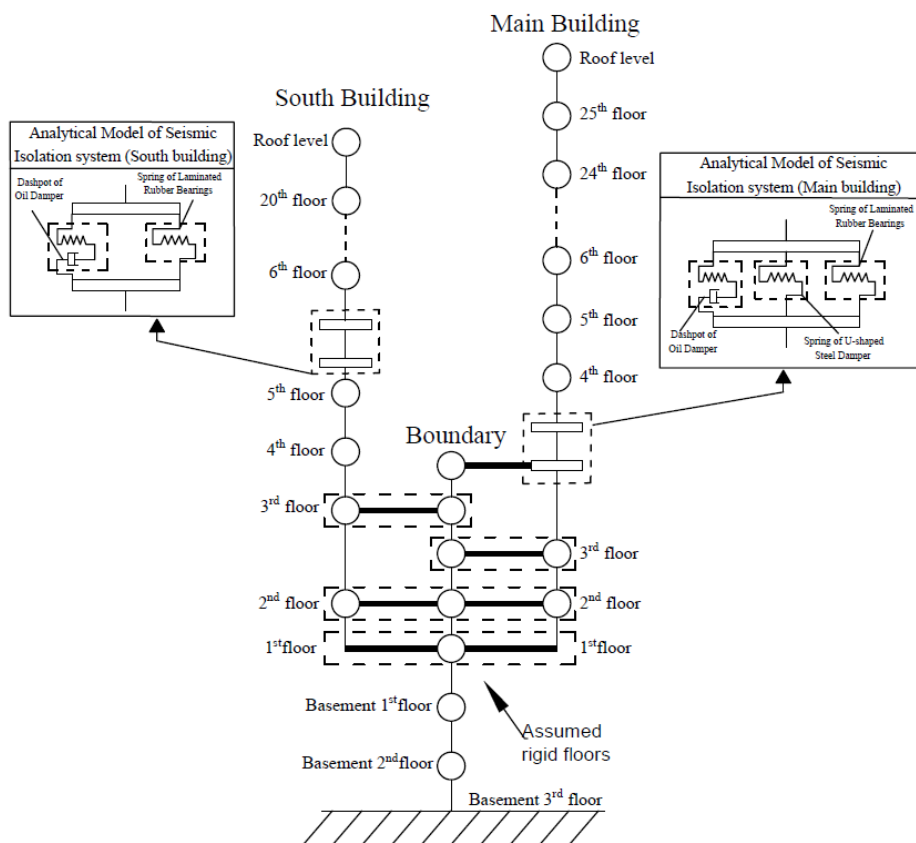 Main Building
Roof level
South Building
25th floor
Analytical Model of Seismic
Isolation system (South building)
Dashpot of
Oil Damper
Spring of Laminated
Rubber Bearings
Roof level
20th floor
6th floor
24th floor
Analytical Model of Seismic
Isolation system (Main building)
Spring of Laminated
Rubber Bearings
Dashpot of
Oil Damper
Spring of U-shaped
Steel Damper
6th floor
5th floor
4th floor
5th floor
4th floor
Boundary
3rd floor
3rd floor
2nd floor
2nd floor
1stfloor
1stfloor
Basement 1stfloor
Assumed
rigid floors
Basement 2ndfloor
Basement 3rd floor